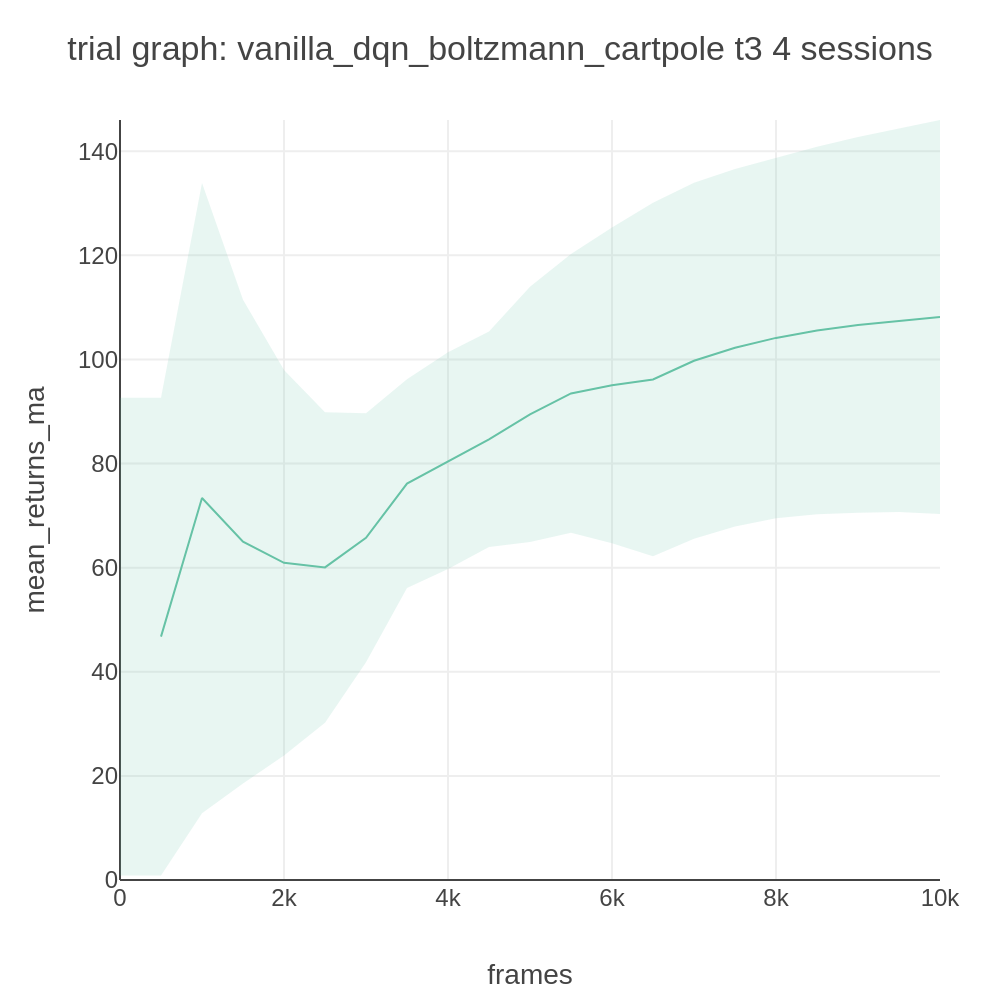 trial graph: vanilla_dqn_boltzmann_cartpole t3 4 sessions
140
120
100
80
60
40
20
0
mean_returns_ma
0 2k 4k 6k 8k 10k
frames